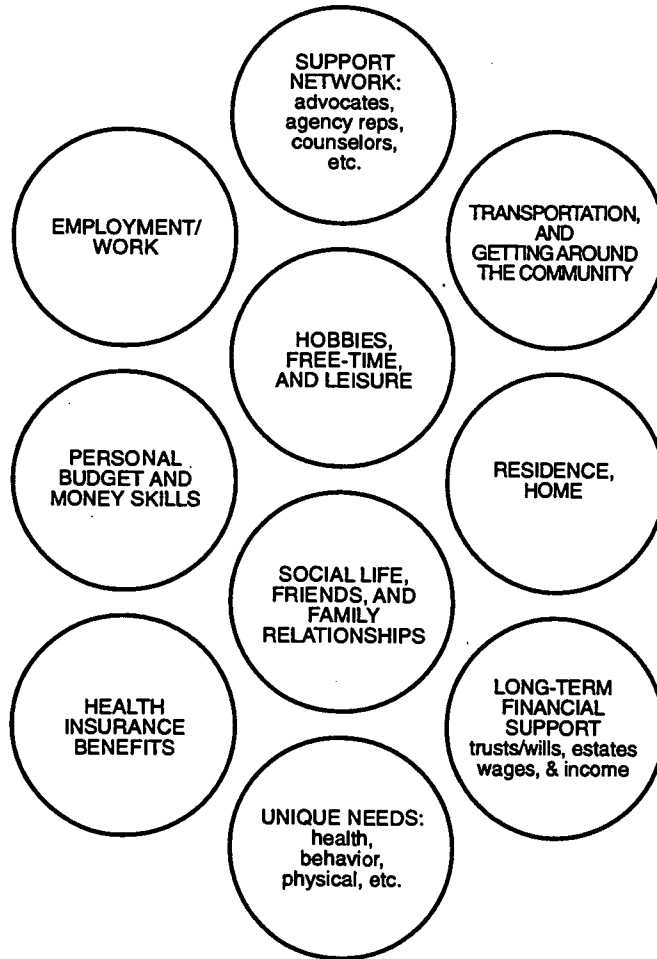 SUPPORT
NETWORK:
advocates,
agency reps,
counselors,
etc.
EMPLOYMENT/
WORK
TRANSPORTATION,
AND
GETTING AROUND
THE COMMUNITY
HOBBIES,
FREE-TIME,
AND LEISURE
PERSONAL
BUDGET AND
MONEY SKILLS
RESIDENCE,
HOME
SOCIAL LIFE,
FRIENDS, AND
FAMILY
RELATIONSHIPS
HEALTH
INSURANCE
BENEFITS
LONG-TERM
FINANCIAL
SUPPORT
trusts/wills, estates
wages, & income
UNIQUE NEEDS:
health,
behavior,
physical, etc.